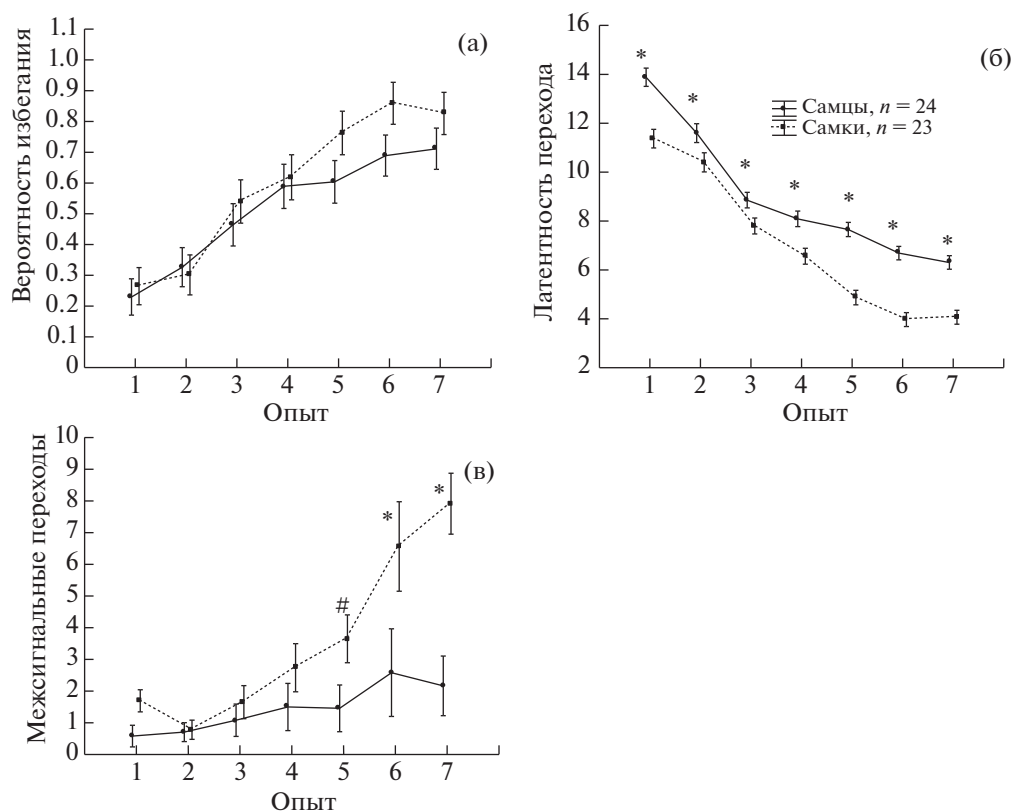 1.1
1.0
0.9
0.8
0.7
0.6
0.5
0.4
0.3
0.2
0.1
0
Вероятность избегания
(а)
1 2 3 4 5 6 7
Опыт
16
14
12
10
8
6
4
2
Латентность перехода
(б)
* * * * * * *
Самцы, n = 24
Самки, n = 23
1 2 3 4 5 6 7
Опыт
10
9
8
7
6
5
4
3
2
1
0
Межсигнальные переходы
(в)
# * *
1 2 3 4 5 6 7
Опыт